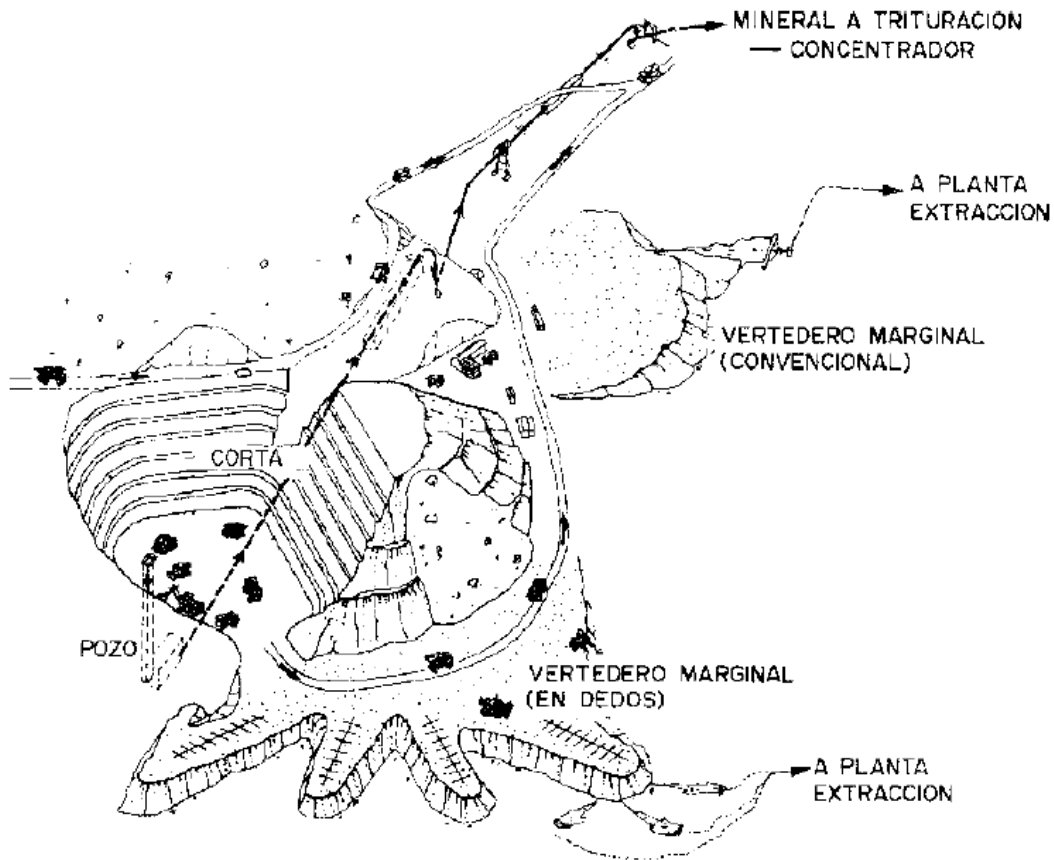 MINERAL A TRITURACION
— CONCENTRADOR
A PLANTA
EXTRACCION
VERTEDERO MARGINAL
(CONVENCIONAL)
CORTA
POZO
VERTEDERO MARGINAL
(EN DEDOS)
A PLANTA
EXTRACCION